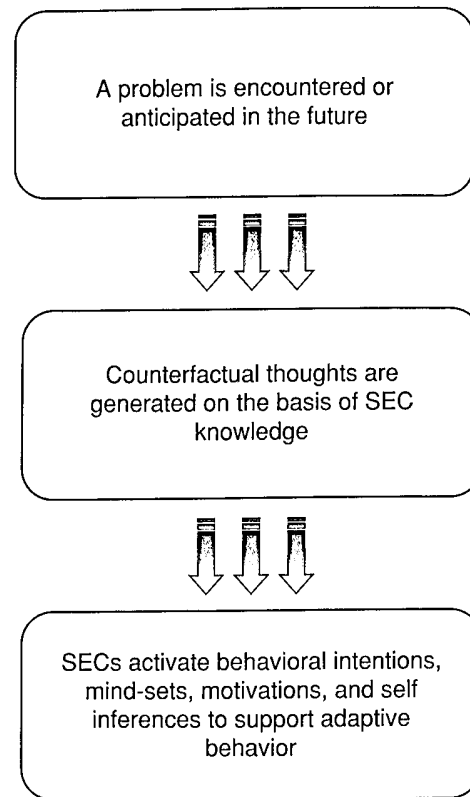 A problem is encountered or
anticipated in the future
Counterfactual thoughts are
generated on the basis of SEC
knowledge
SECs activate behavioral intentions,
mind-sets, motivations, and self
inferences to support adaptive
behavior